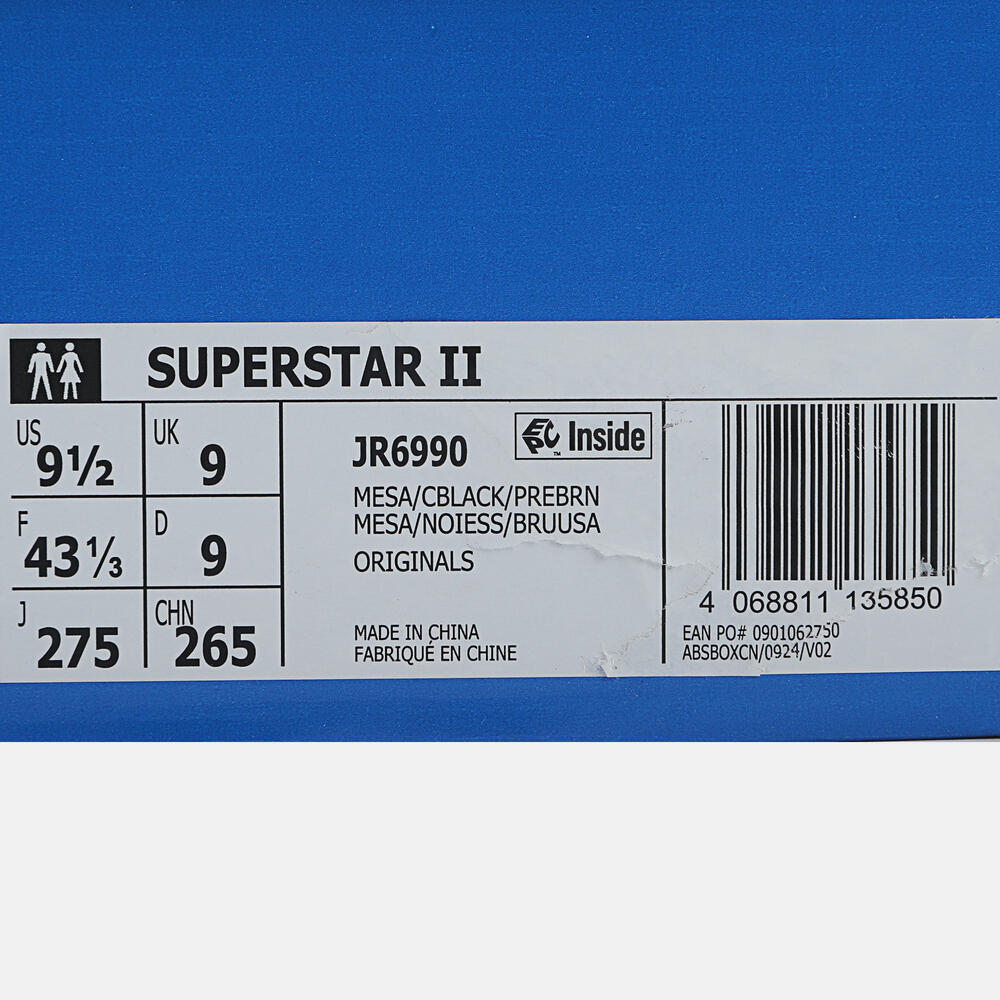 SUPERSTAR II
US 9½
UK 9
F 43⅓
D 9
J 275
CHN 265
JR6990
EPC™ Inside
MESA/CBLACK/PREBRN
MESA/NOIESS/BRUUSA
ORIGINALS
MADE IN CHINA
FABRIQUÉ EN CHINE
4 068811 135850
EAN PO# 0901062750
ABSBOXCN/0924/V02